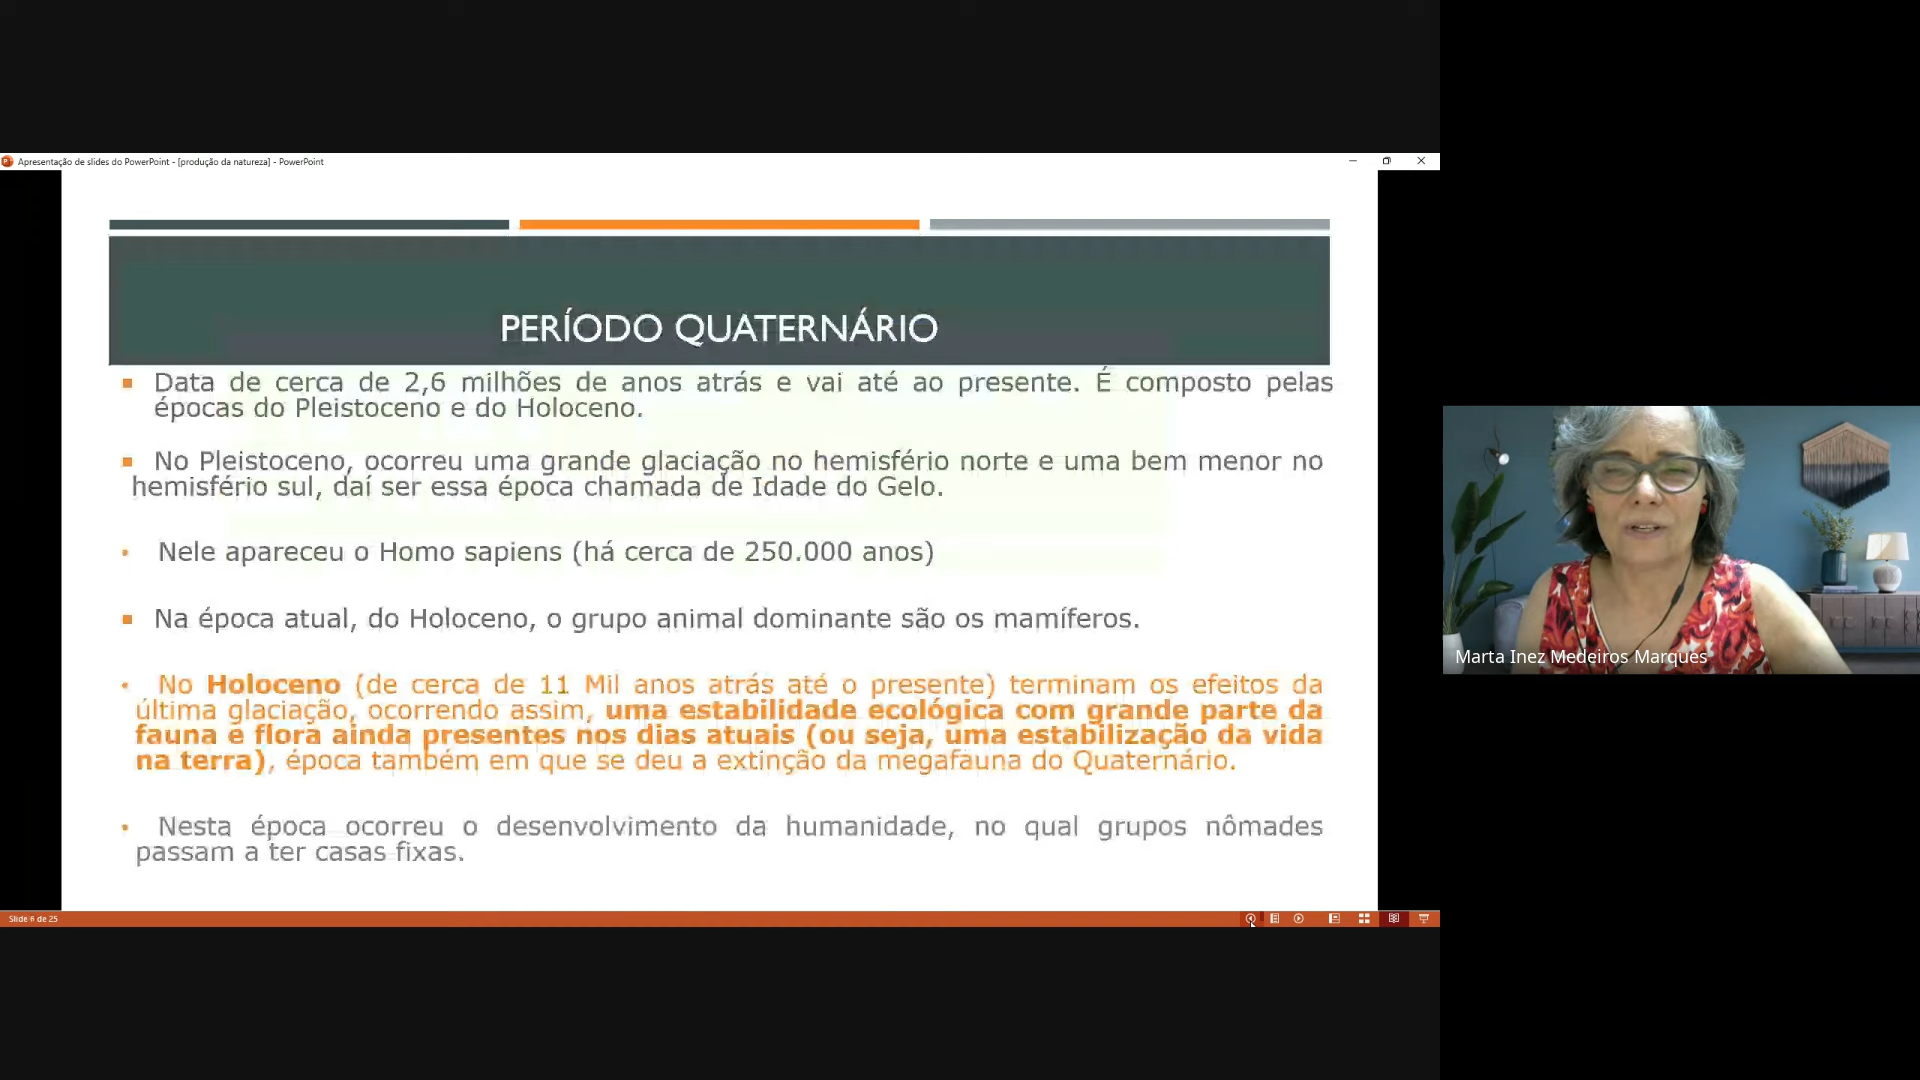 Apresentação de slides do PowerPoint - [produção da natureza] - PowerPoint
PERÍODO QUATERNÁRIO
Data de cerca de 2,6 milhões de anos atrás e vai até ao presente. É composto pelas
épocas do Pleistoceno e do Holoceno.
No Pleistoceno, ocorreu uma grande glaciação no hemisfério norte e uma bem menor no
hemisfério sul, daí ser essa época chamada de Idade do Gelo.
Nele apareceu o Homo sapiens (há cerca de 250.000 anos)
Na época atual, do Holoceno, o grupo animal dominante são os mamíferos.
No Holoceno (de cerca de 11 Mil anos atrás até o presente) terminam os efeitos da
última glaciação, ocorrendo assim, uma estabilidade ecológica com grande parte da
fauna e flora ainda presentes nos dias atuais (ou seja, uma estabilização da vida
na terra), época também em que se deu a extinção da megafauna do Quaternário.
Nesta época ocorreu o desenvolvimento da humanidade, no qual grupos nômades
passam a ter casas fixas.
Slide 6 de 25
Marta Inez Medeiros Marques